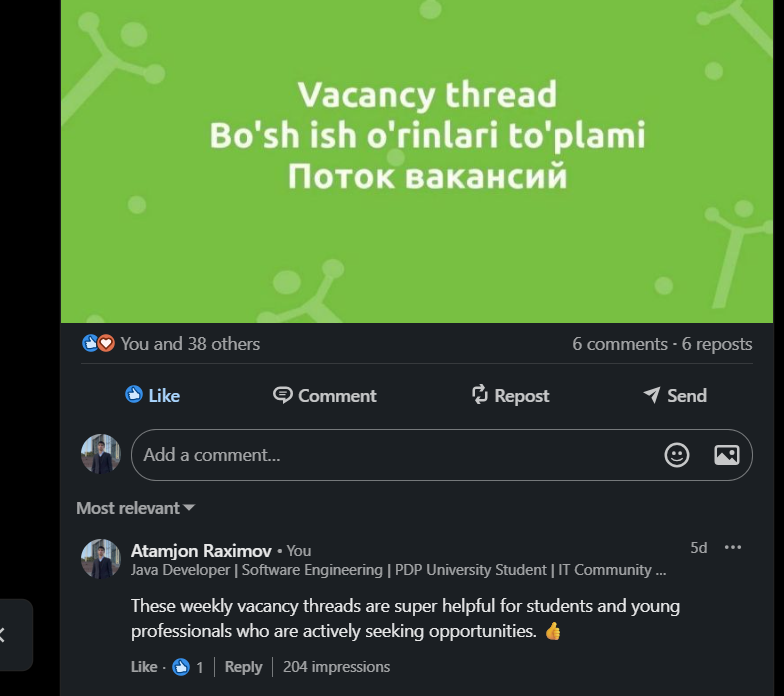 Vacancy thread
Bo'sh ish o'rinlari to'plami
Поток вакансий
You and 38 others
6 comments · 6 reposts
Like
Comment
Repost
Send
Add a comment...
Most relevant
Atamjon Raximov • You
5d
Java Developer | Software Engineering | PDP University Student | IT Community ...
These weekly vacancy threads are super helpful for students and young
professionals who are actively seeking opportunities. 👍
Like · 1 | Reply | 204 impressions